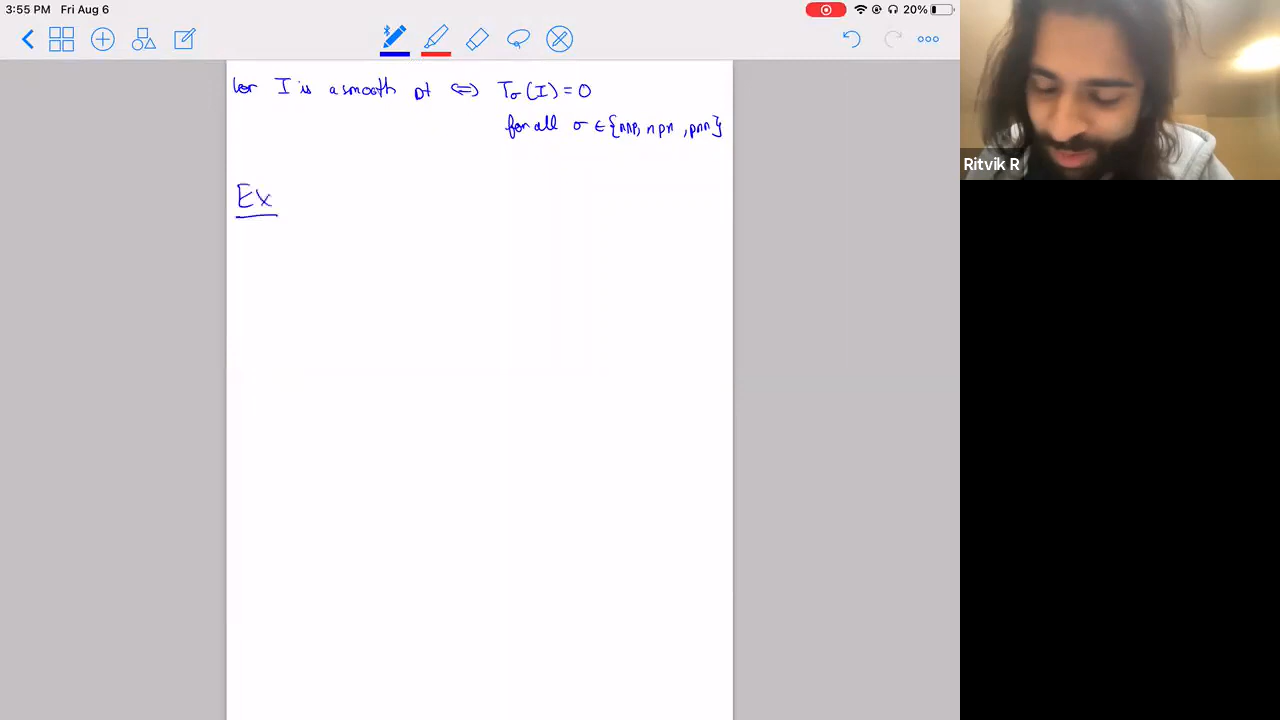 3:55 PM Fri Aug 6
20%
Cor I is a smooth pt ⟺ Tσ(I) = 0
for all σ ∈ {nnp, npn, pnn}
Ex
Ritvik R